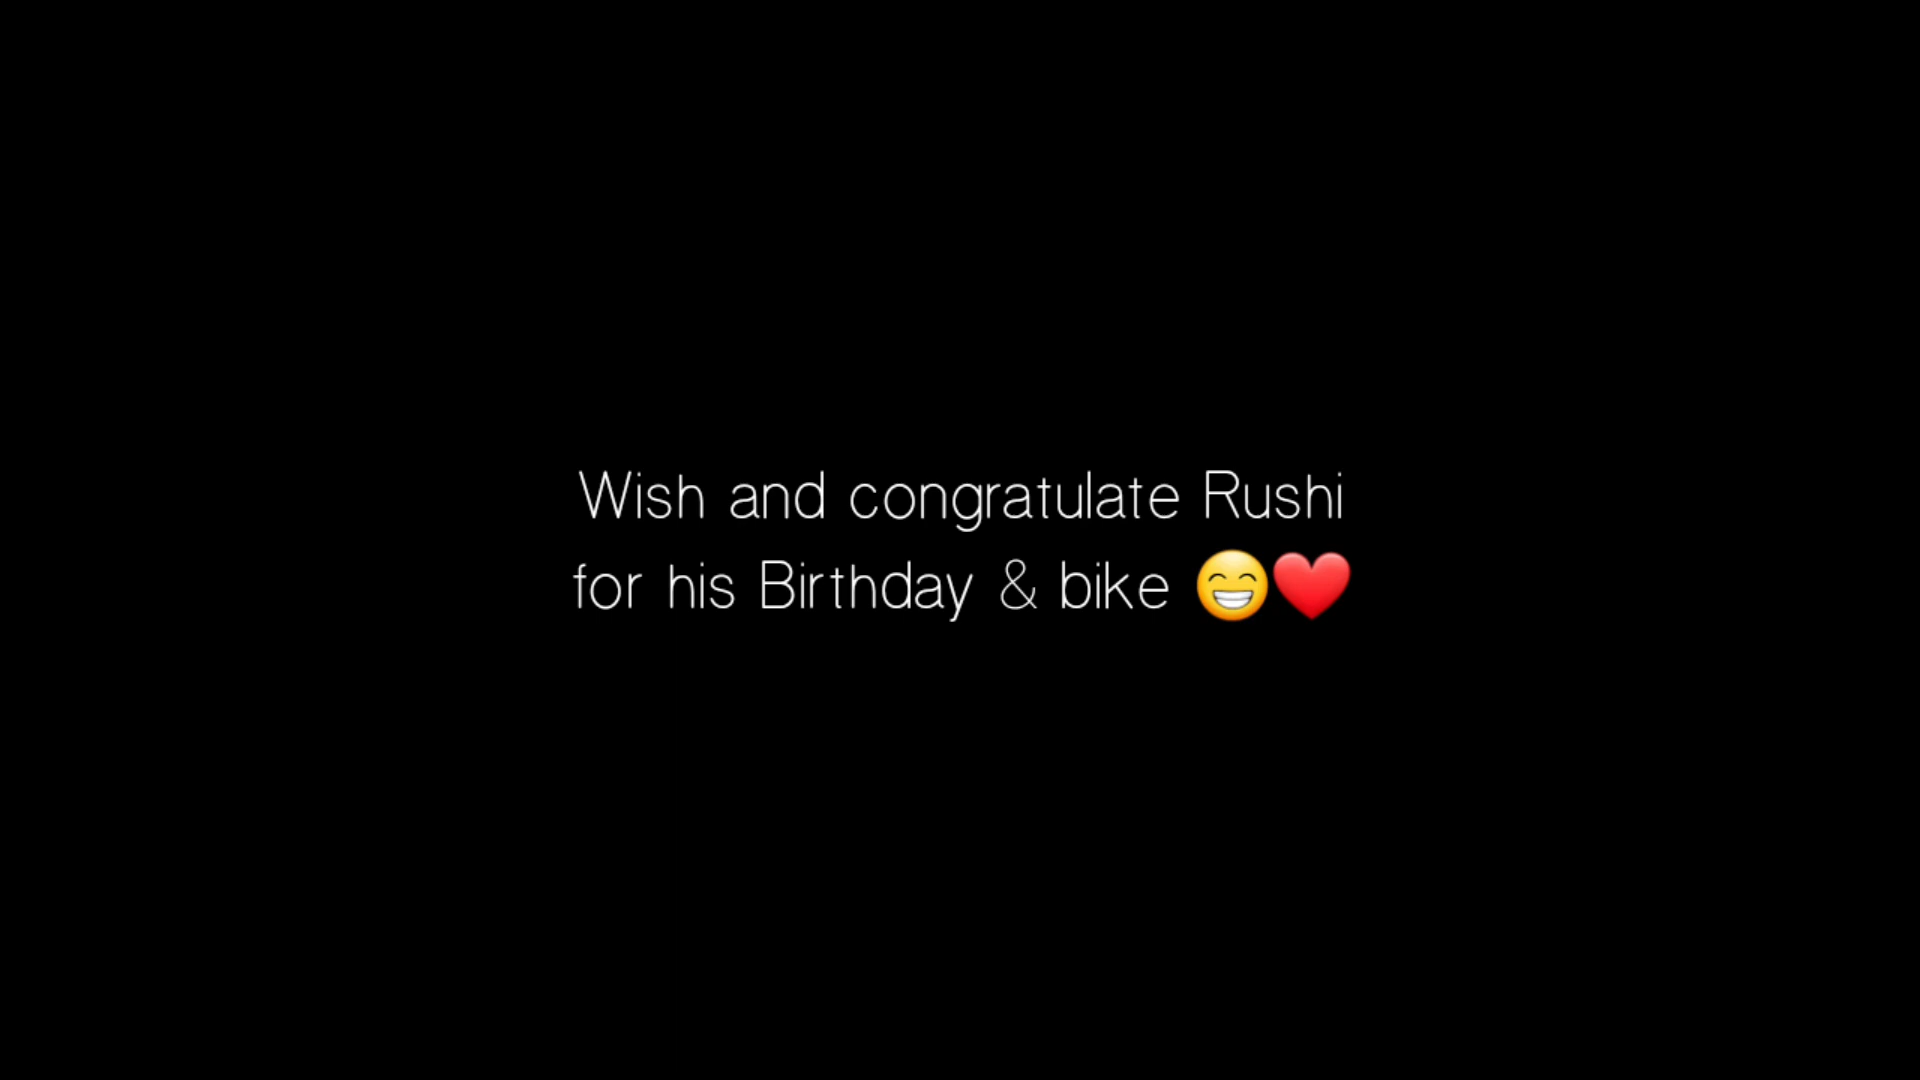 Wish and congratulate Rushi
for his Birthday & bike 😁❤️